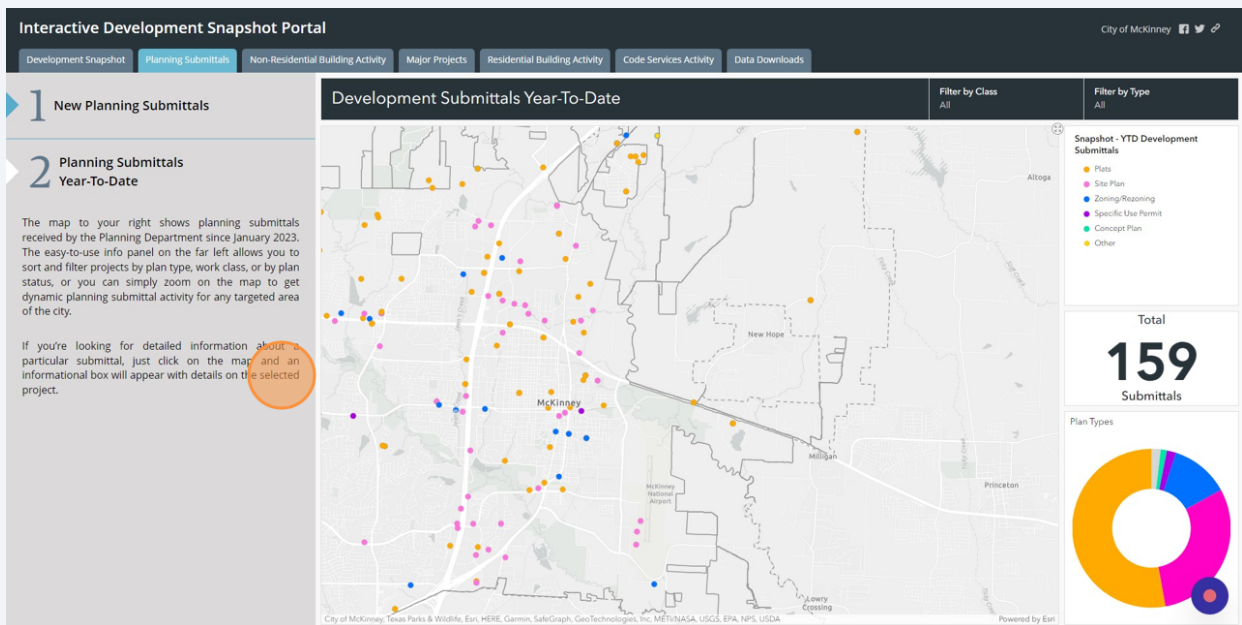 Interactive Development Snapshot Portal
City of McKinney
Development Snapshot
Planning Submittals
Non-Residential Building Activity
Major Projects
Residential Building Activity
Code Services Activity
Data Downloads
1 New Planning Submittals
2 Planning Submittals
Year-To-Date
The map to your right shows planning submittals
received by the Planning Department since January 2023.
The easy-to-use info panel on the far left allows you to
sort and filter projects by plan type, work class, or by plan
status, or you can simply zoom on the map to get
dynamic planning submittal activity for any targeted area
of the city.
If you're looking for detailed information about a
particular submittal, just click on the map and an
informational box will appear with details on the selected
project.
Development Submittals Year-To-Date
Filter by Class
All
Filter by Type
All
Altoga
New Hope
McKinney
Milligan
McKinney
National
Airport
Princeton
Lowry
Crossing
City of McKinney, Texas Parks & Wildlife, Esri, HERE, Garmin, SafeGraph, GeoTechnologies, Inc, METI/NASA, USGS, EPA, NPS, USDA
Powered by Esri
Snapshot - YTD Development
Submittals
Plats
Site Plan
Zoning/Rezoning
Specific Use Permit
Concept Plan
Other
Total
159
Submittals
Plan Types